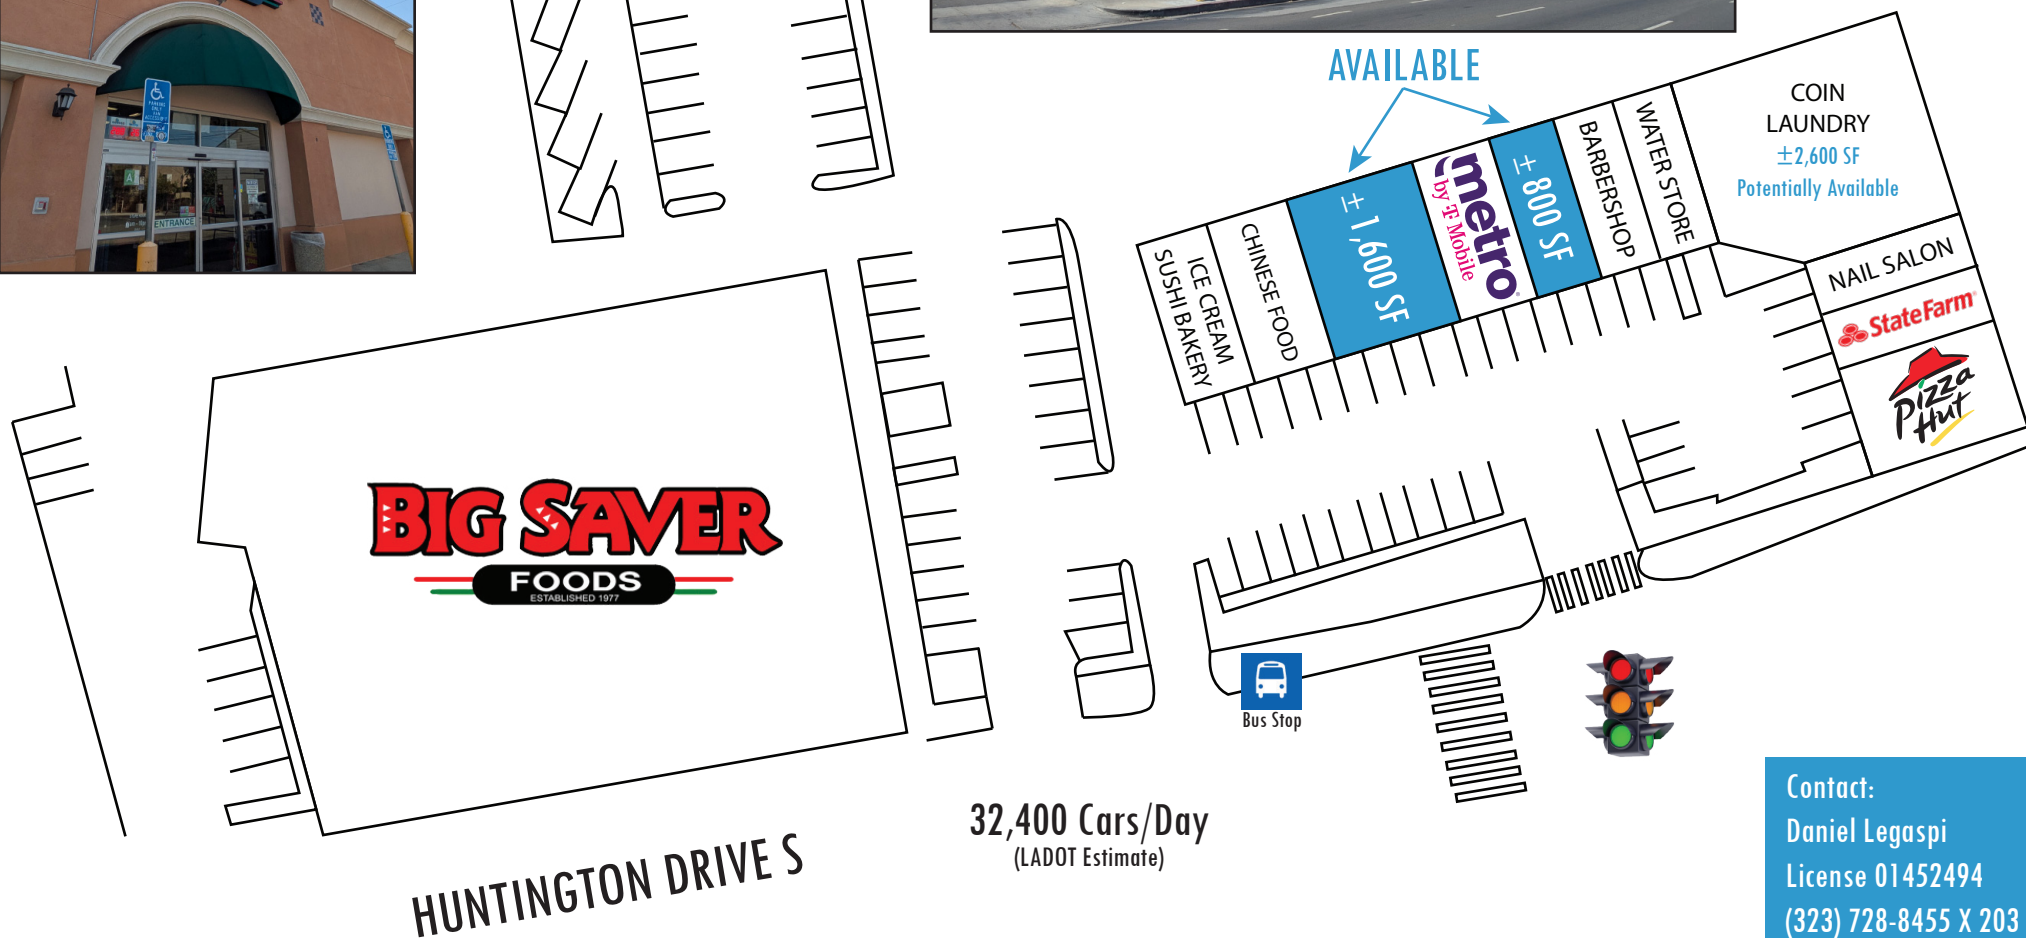 AVAILABLE
COIN
LAUNDRY
±2,600 SF
Potentially Available
WATER STORE
BARBERSHOP
± 800 SF
metro
by T Mobile
± 1,600 SF
CHINESE FOOD
ICE CREAM
SUSHI BAKERY
NAIL SALON
State Farm
Pizza
Hut
ENTRANCE
BIG SAVER
FOODS
ESTABLISHED 1977
Bus Stop
32,400 Cars/Day
(LADOT Estimate)
HUNTINGTON DRIVE S
Contact:
Daniel Legaspi
License 01452494
(323) 728-8455 X 203